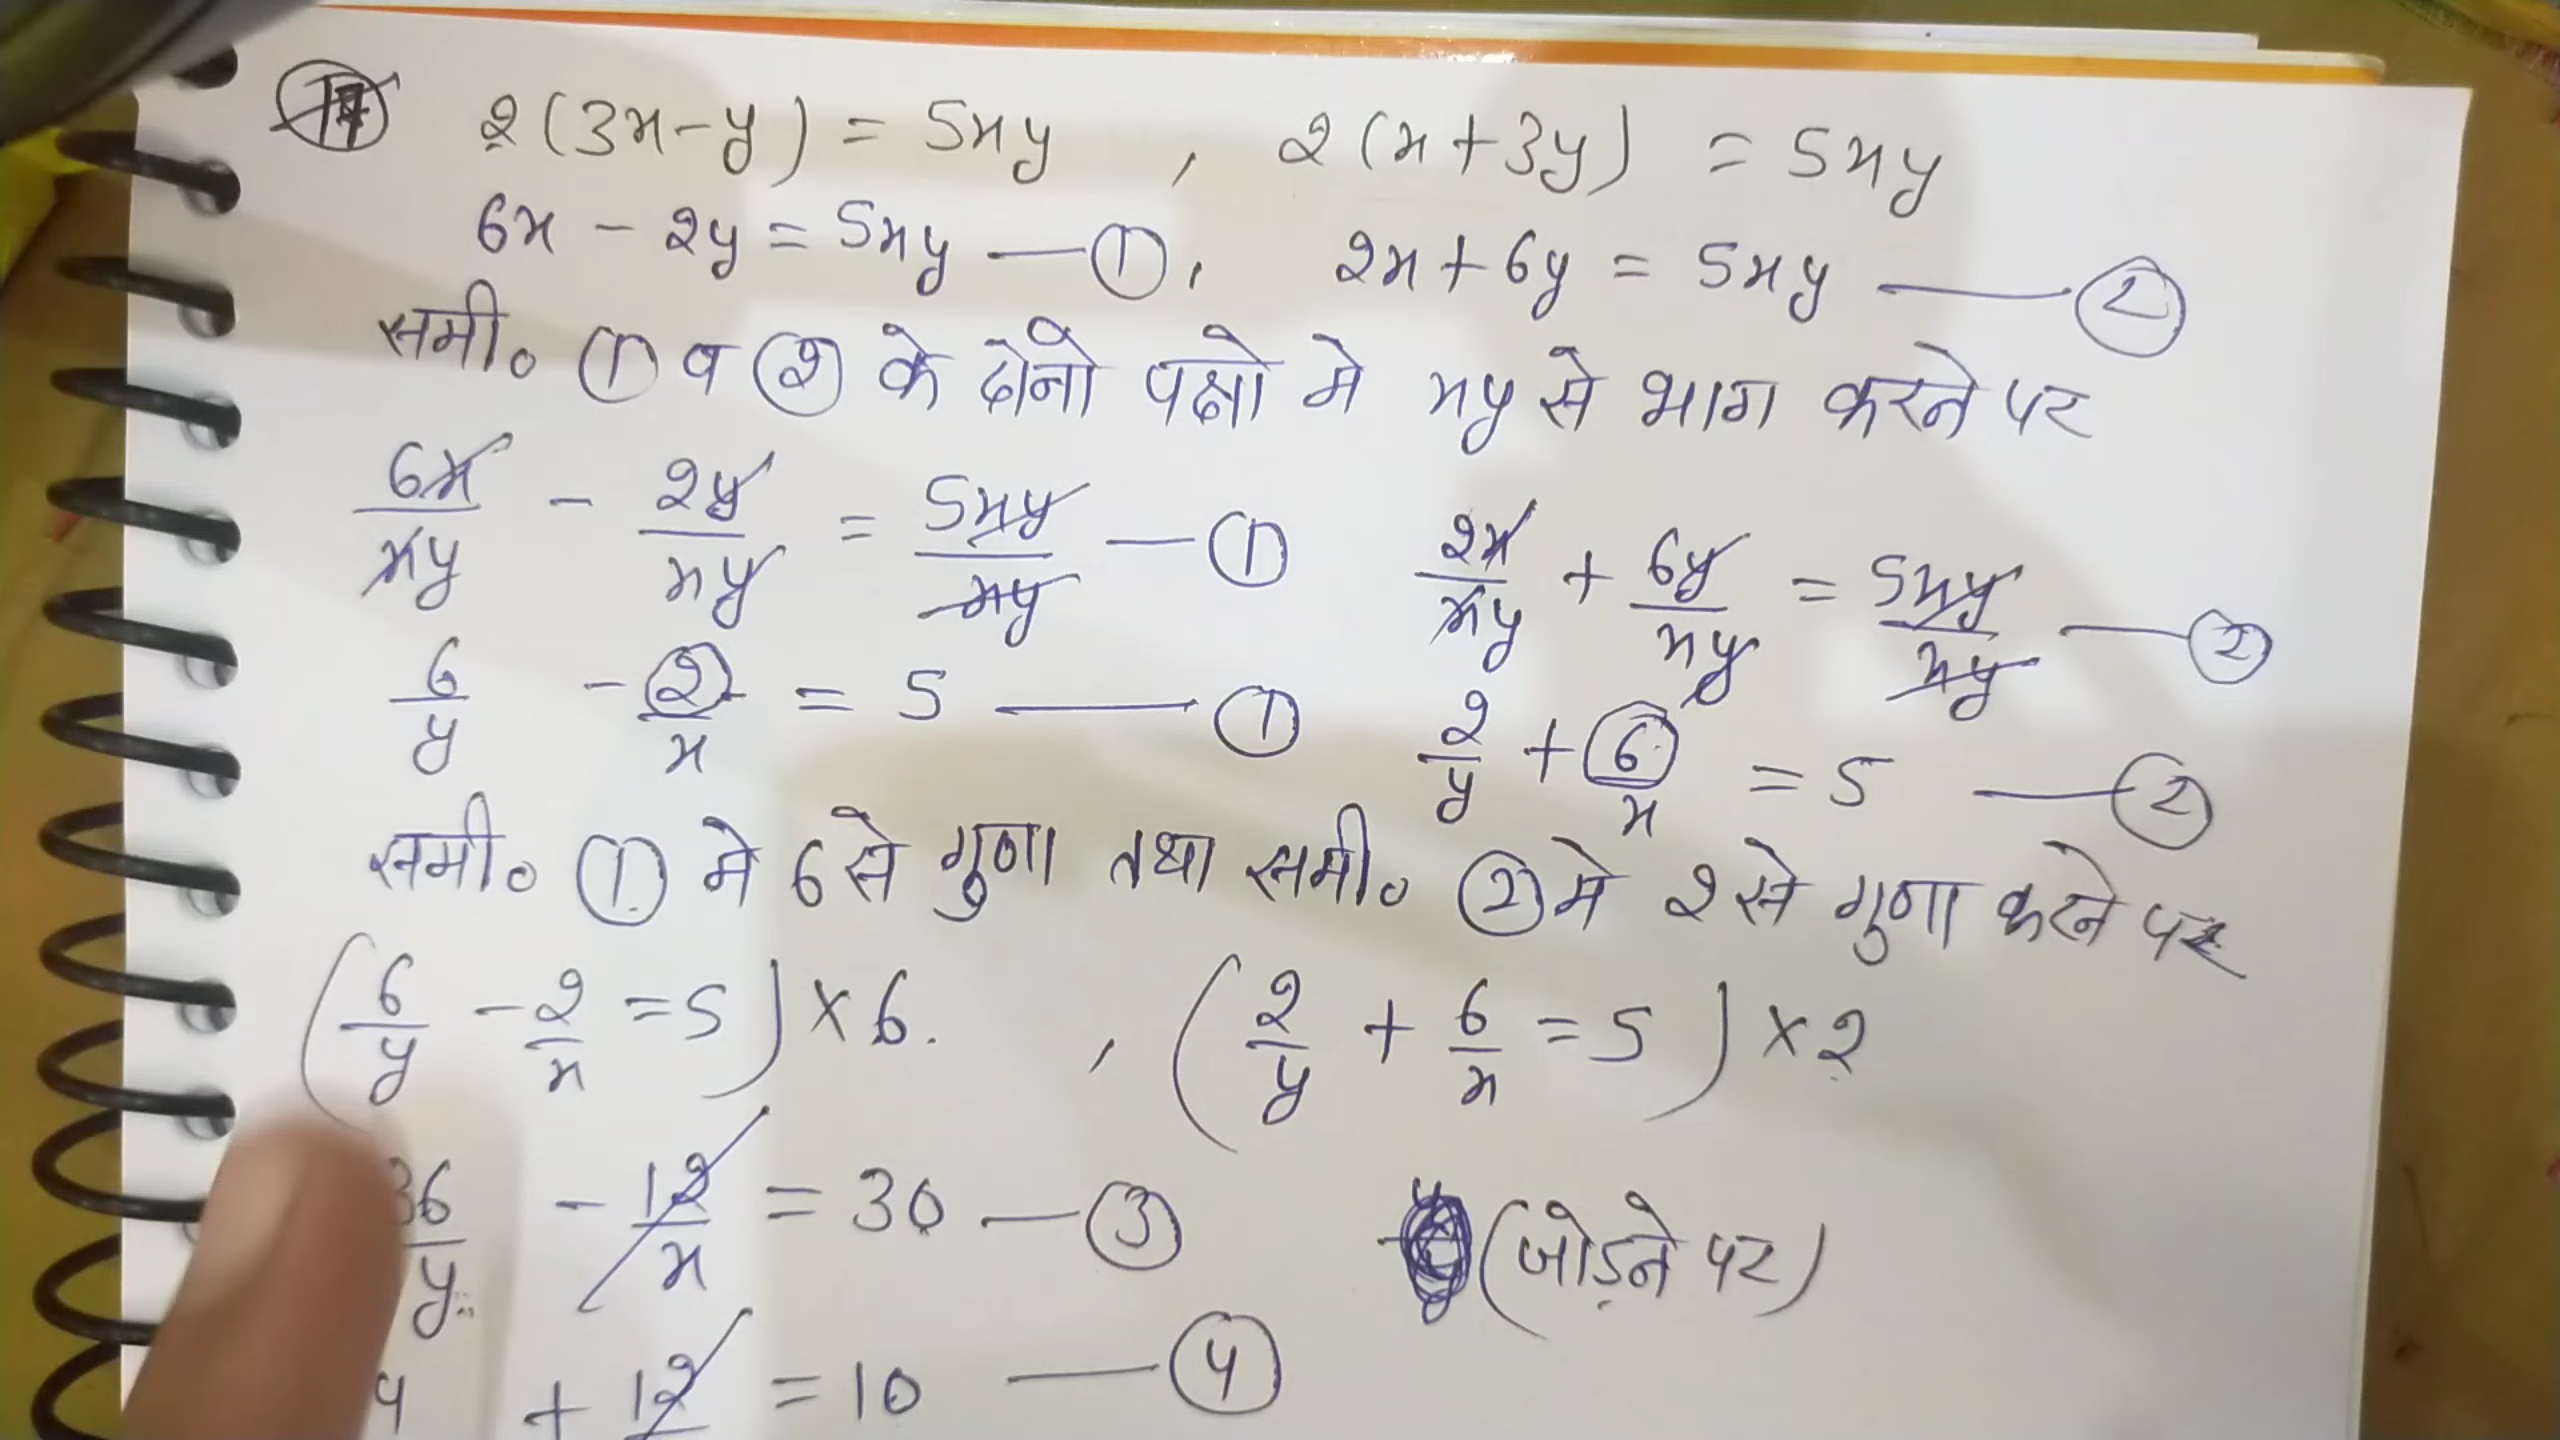 11 2(3x-y) = 5xy , 2(x+3y) = 5xy
6x - 2y = 5xy — ① , 2x + 6y = 5xy — ②
समी० ① व ② के दोनो पक्षो मे xy से भाग करने पर
6x/xy - 2y/xy = 5xy/xy — ① 2x/xy + 6y/xy = 5xy/xy — ②
6/y - 2/x = 5 — ① 2/y + 6/x = 5 — ②
समी० ① मे 6 से गुणा तथा समी० ② मे 2 से गुणा करने पर
(6/y - 2/x = 5) × 6 , (2/y + 6/x = 5) × 2
36/y - 12/x = 30 — ③ (जोड़ने पर)
4 + 12 = 10 — ④